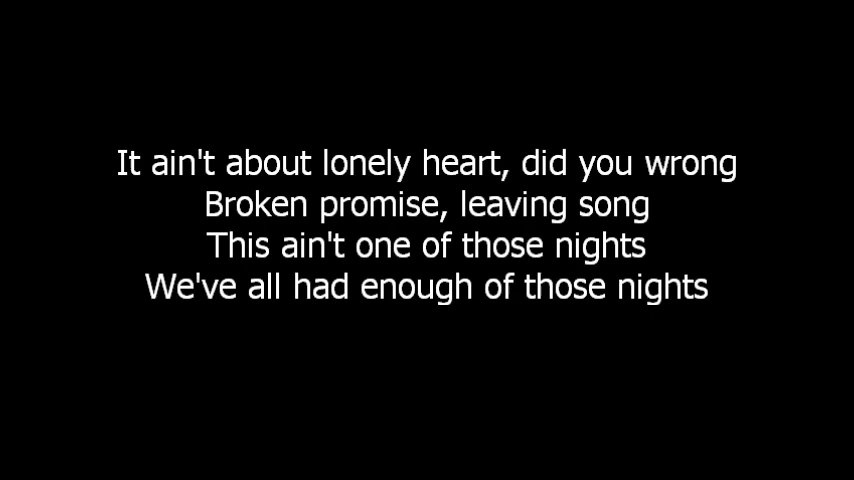 It ain't about lonely heart, did you wrong
Broken promise, leaving song
This ain't one of those nights
We've all had enough of those nights